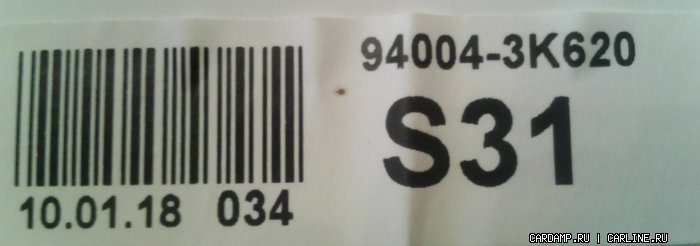 94004-3K620
S31
10.01.18 034
CARDAMP.RU | CARLINE.RU